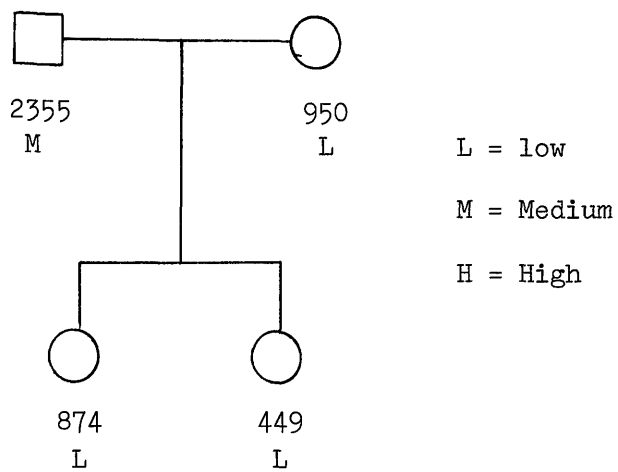 2355
M
950
L
L = low
M = Medium
H = High
874
L
449
L